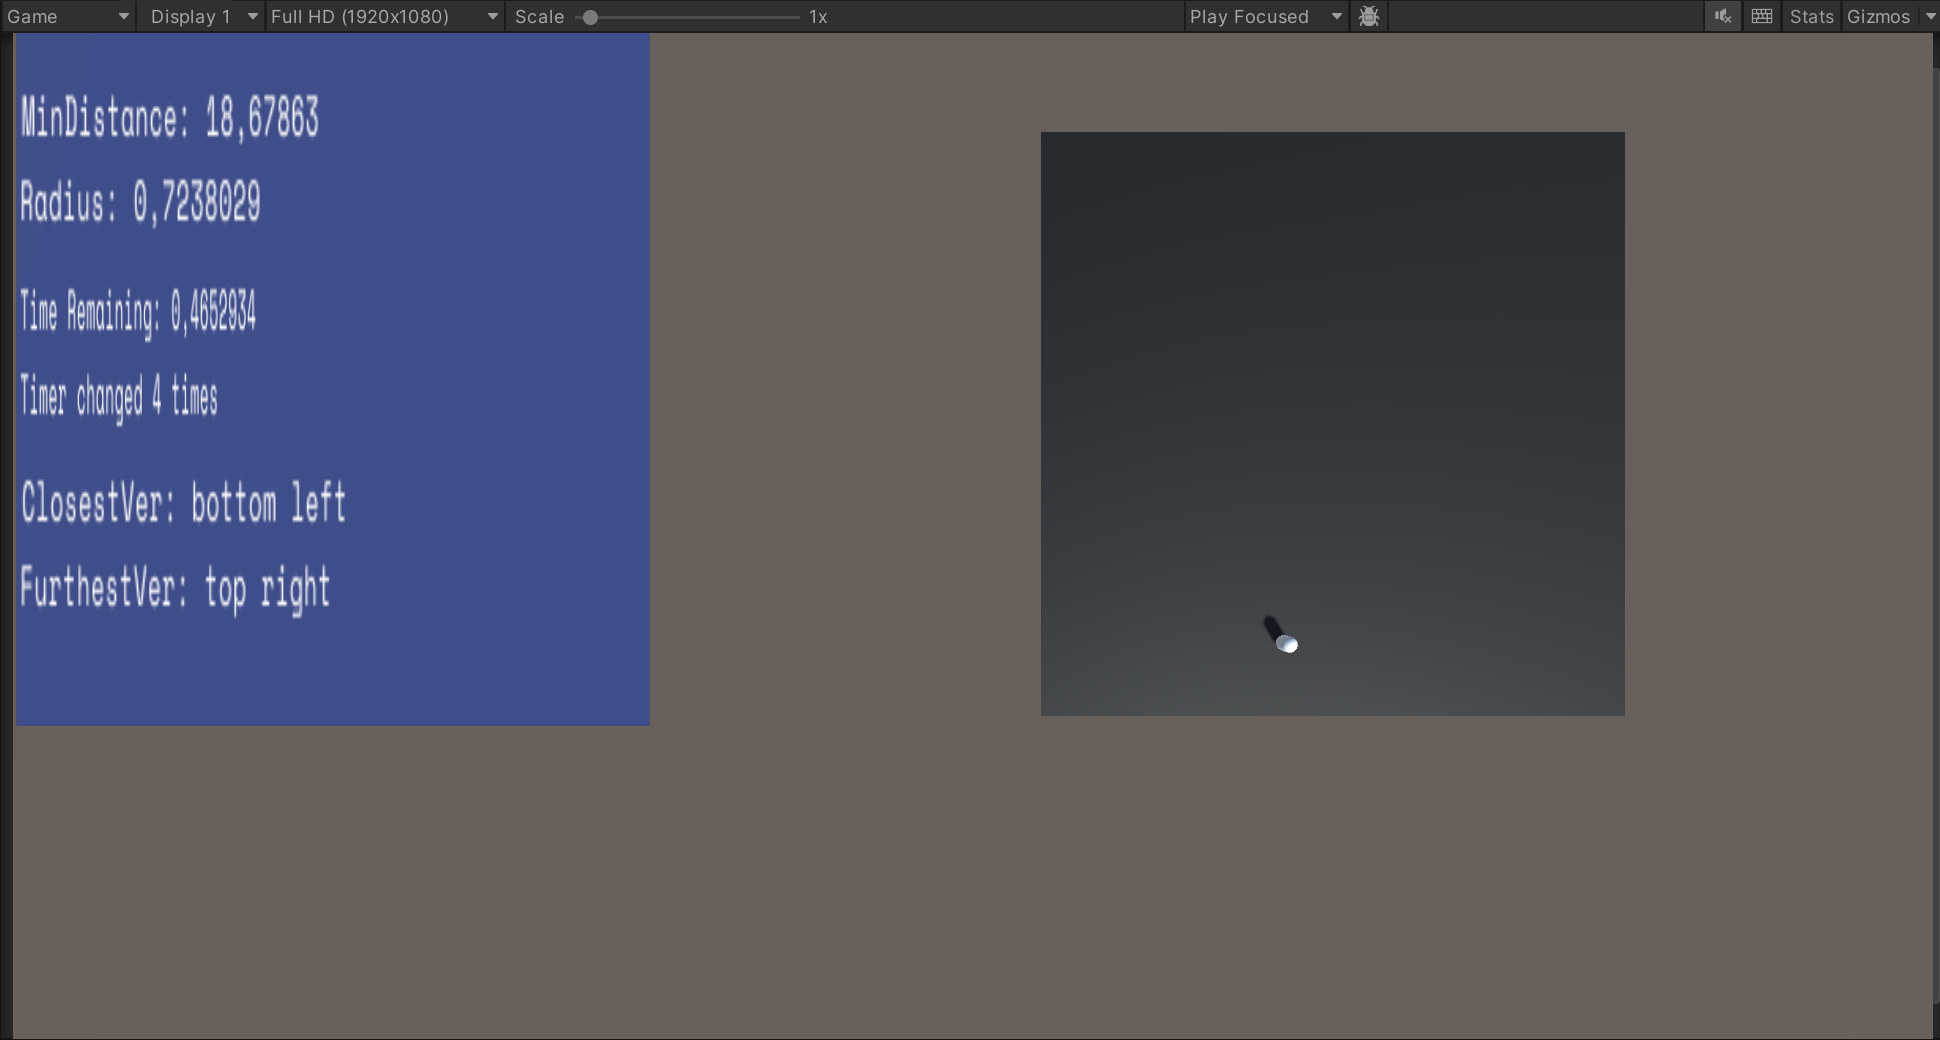 Game Display 1 Full HD (1920x1080) Scale 1x Play Focused Stats Gizmos
MinDistance: 18,67863
Radius: 0,7238029
Time Remaining: 0,4652934
Timer changed 4 times
ClosestVer: bottom left
FurthestVer: top right